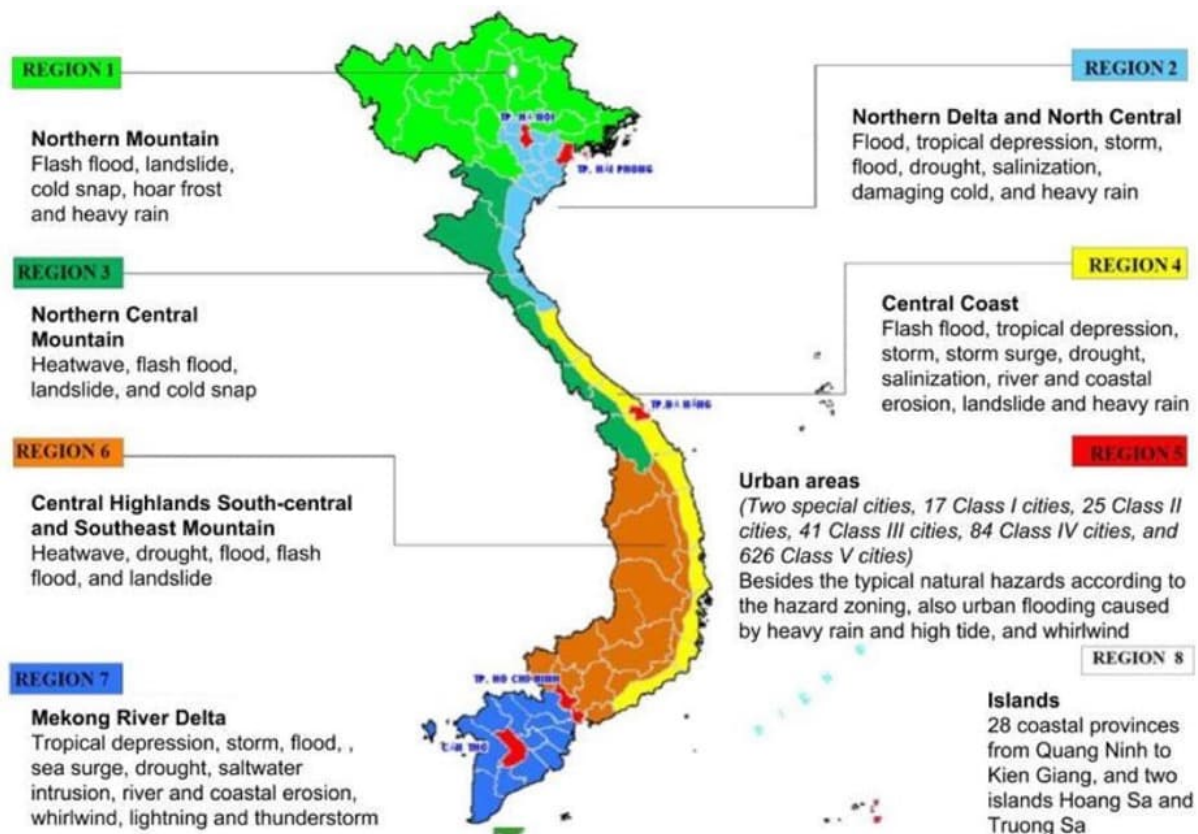 REGION 1
Northern Mountain
Flash flood, landslide,
cold snap, hoar frost
and heavy rain
REGION 2
Northern Delta and North Central
Flood, tropical depression, storm,
flood, drought, salinization,
damaging cold, and heavy rain
TP. HÀ NỘI
TP. HẢI PHÒNG
REGION 3
Northern Central
Mountain
Heatwave, flash flood,
landslide, and cold snap
REGION 4
Central Coast
Flash flood, tropical depression,
storm, storm surge, drought,
salinization, river and coastal
erosion, landslide and heavy rain
TP. ĐÀ NẴNG
REGION 5
Urban areas
(Two special cities, 17 Class I cities, 25 Class II
cities, 41 Class III cities, 84 Class IV cities, and
626 Class V cities)
Besides the typical natural hazards according to
the hazard zoning, also urban flooding caused
by heavy rain and high tide, and whirlwind
REGION 6
Central Highlands South-central
and Southeast Mountain
Heatwave, drought, flood, flash
flood, and landslide
TP. HỒ CHÍ MINH
REGION 7
Mekong River Delta
Tropical depression, storm, flood, ,
sea surge, drought, saltwater
intrusion, river and coastal erosion,
whirlwind, lightning and thunderstorm
CẦN THƠ
REGION 8
Islands
28 coastal provinces
from Quang Ninh to
Kien Giang, and two
islands Hoang Sa and
Truong Sa